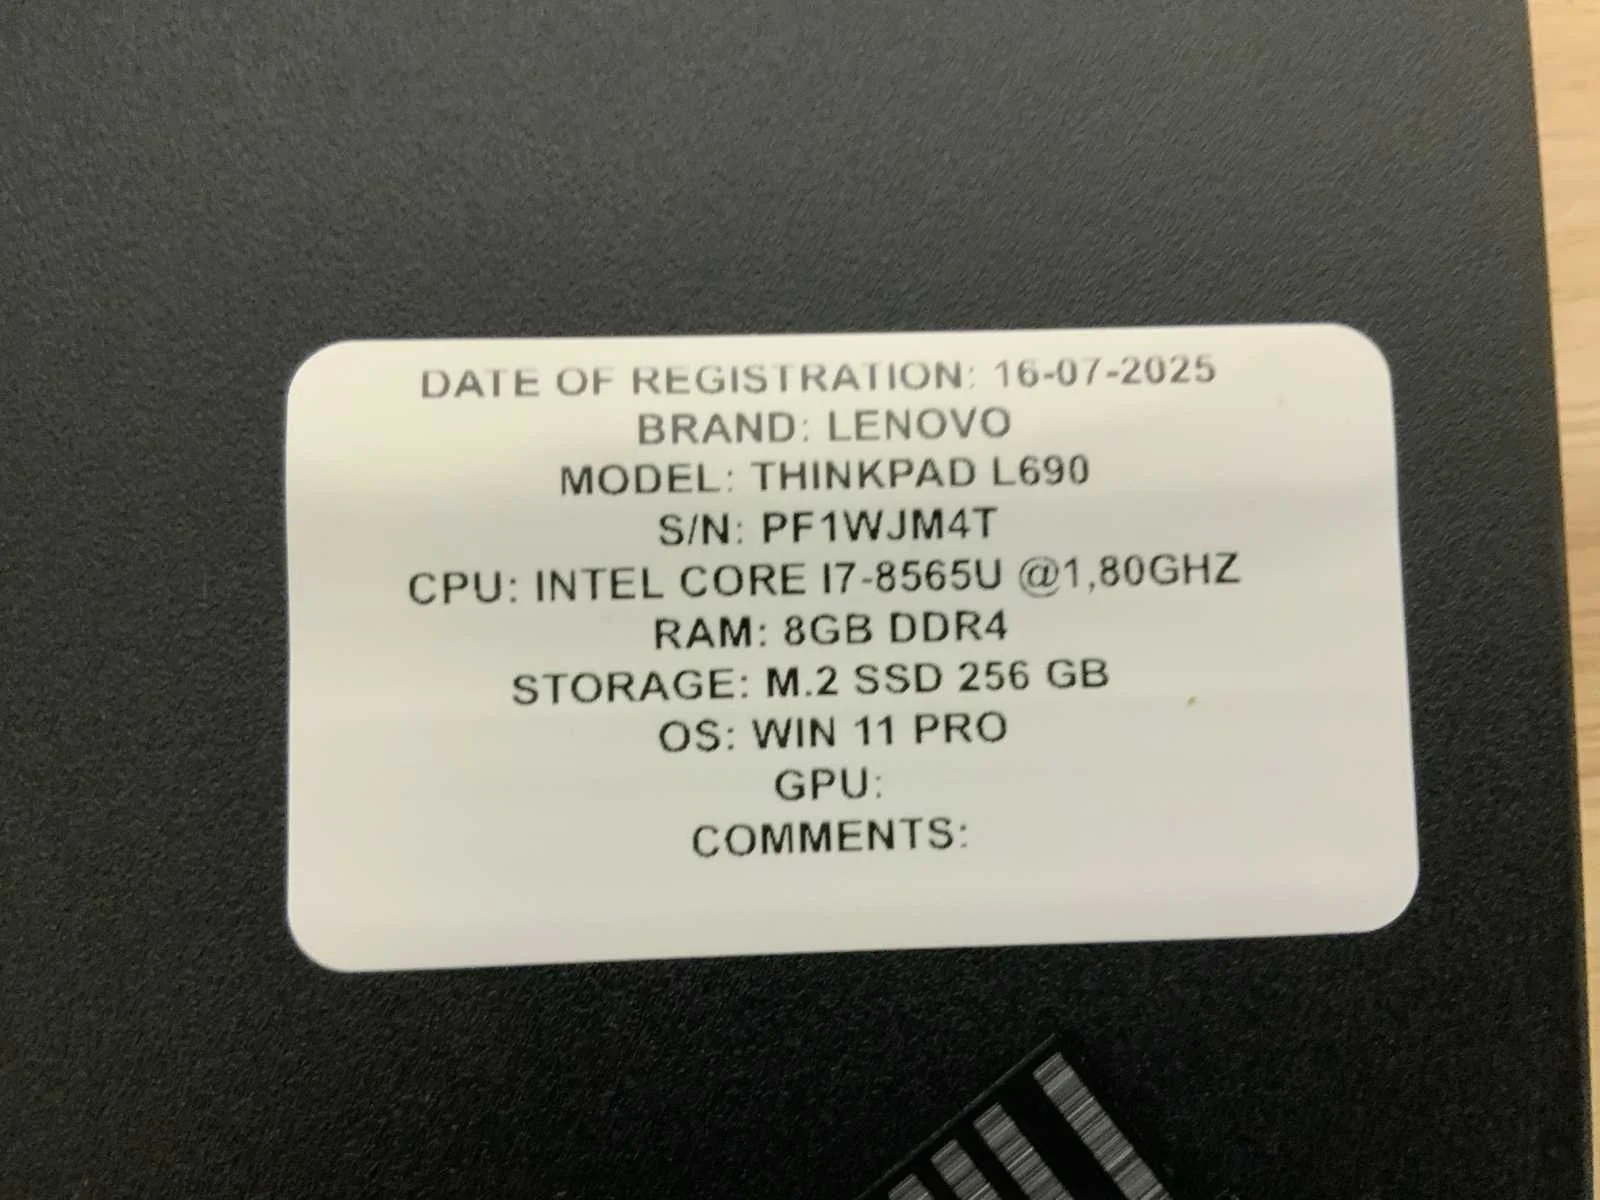 DATE OF REGISTRATION: 16-07-2025
BRAND: LENOVO
MODEL: THINKPAD L690
S/N: PF1WJM4T
CPU: INTEL CORE I7-8565U @1,80GHZ
RAM: 8GB DDR4
STORAGE: M.2 SSD 256 GB
OS: WIN 11 PRO
GPU:
COMMENTS: